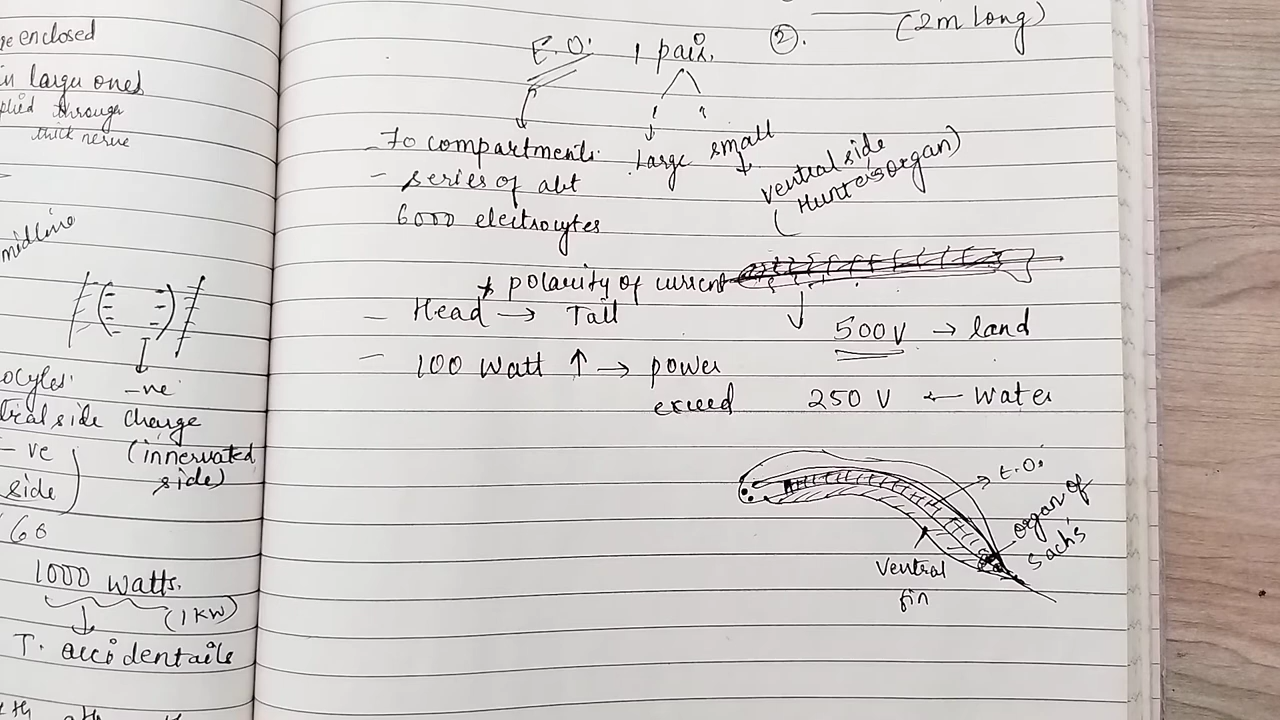 re enclosed
in larger ones
plied through
thick nerve
midline
ocytes:
-ve
tral side charge
- ve
(innervated
side
side)
60
1000 watts.
(1KW)
T. accidentails
(2m long)
②.
E.O: 1 pair.
- 70 compartments.
Large small
- series of abt
6000 electrocytes
ventral side
(Hunter's organ)
* polarity of current
- Head → Tail
500V → land
- 100 Watt ↑ → power
exceed
250 V ← Water
E.O.
organ of
Sach's
Ventral
fin